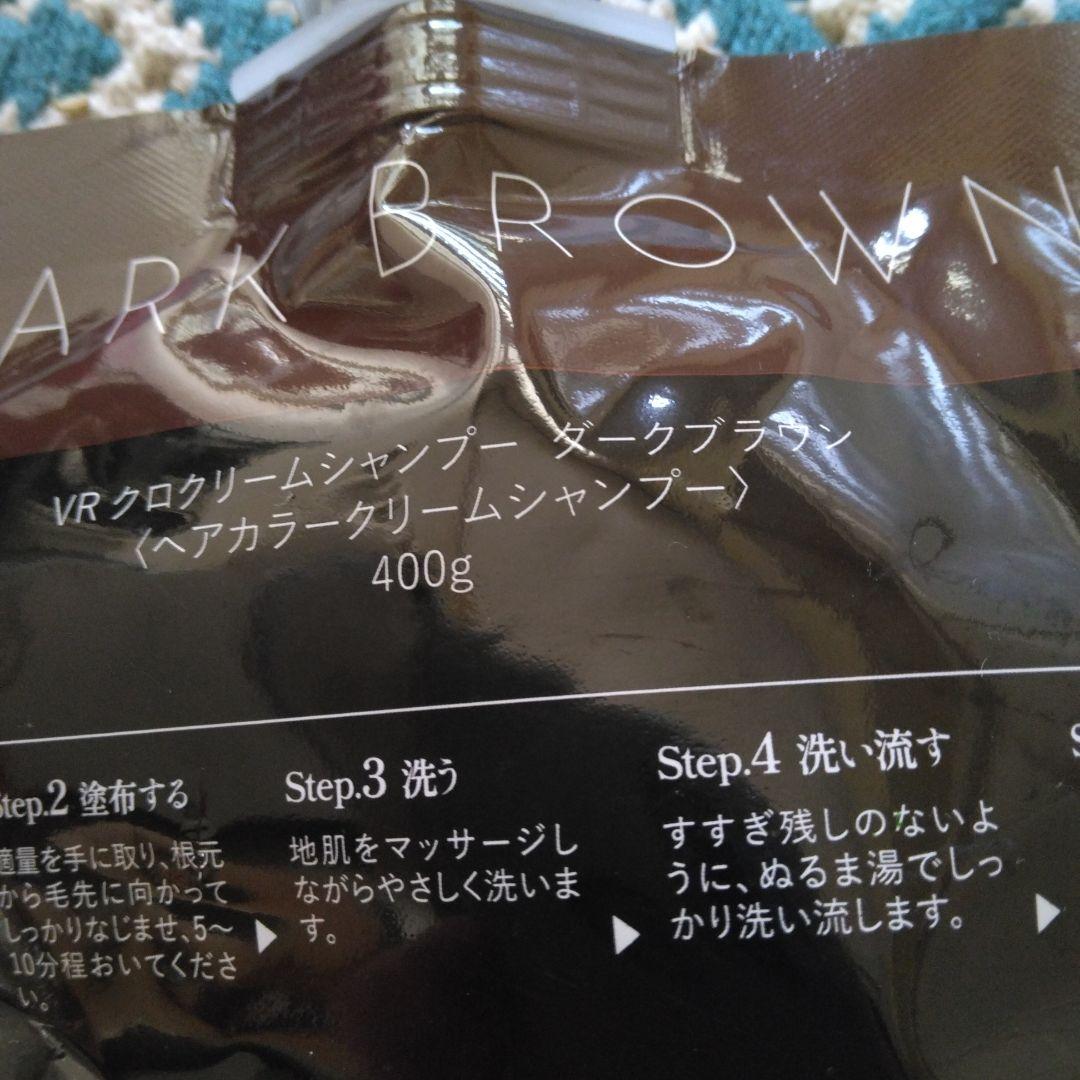 ARK BROWN
VR クロクリームシャンプー ダークブラウン
〈ヘアカラークリームシャンプー〉
400g
Step.2 塗布する
適量を手に取り、根元
から毛先に向かって
しっかりなじませ、5〜
10分程おいてくださ
い。
Step.3 洗う
地肌をマッサージし
ながらやさしく洗いま
す。
Step.4 洗い流す
すすぎ残しのないよ
うに、ぬるま湯でしっ
かり洗い流します。
S